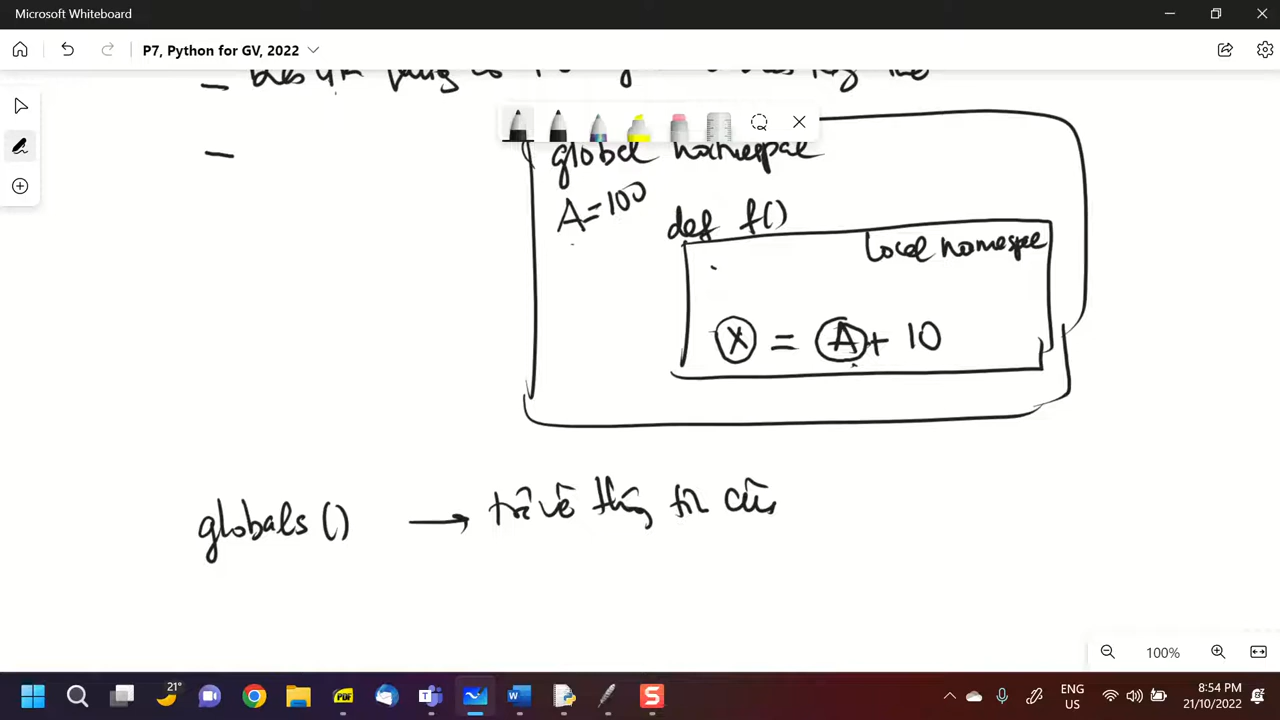 Microsoft Whiteboard
P7, Python for GV, 2022
global namespace
A=100
def f()
local namespace
X = A + 10
globals() → trả về thông tin của
100%
21°
ENG
US
8:54 PM
21/10/2022